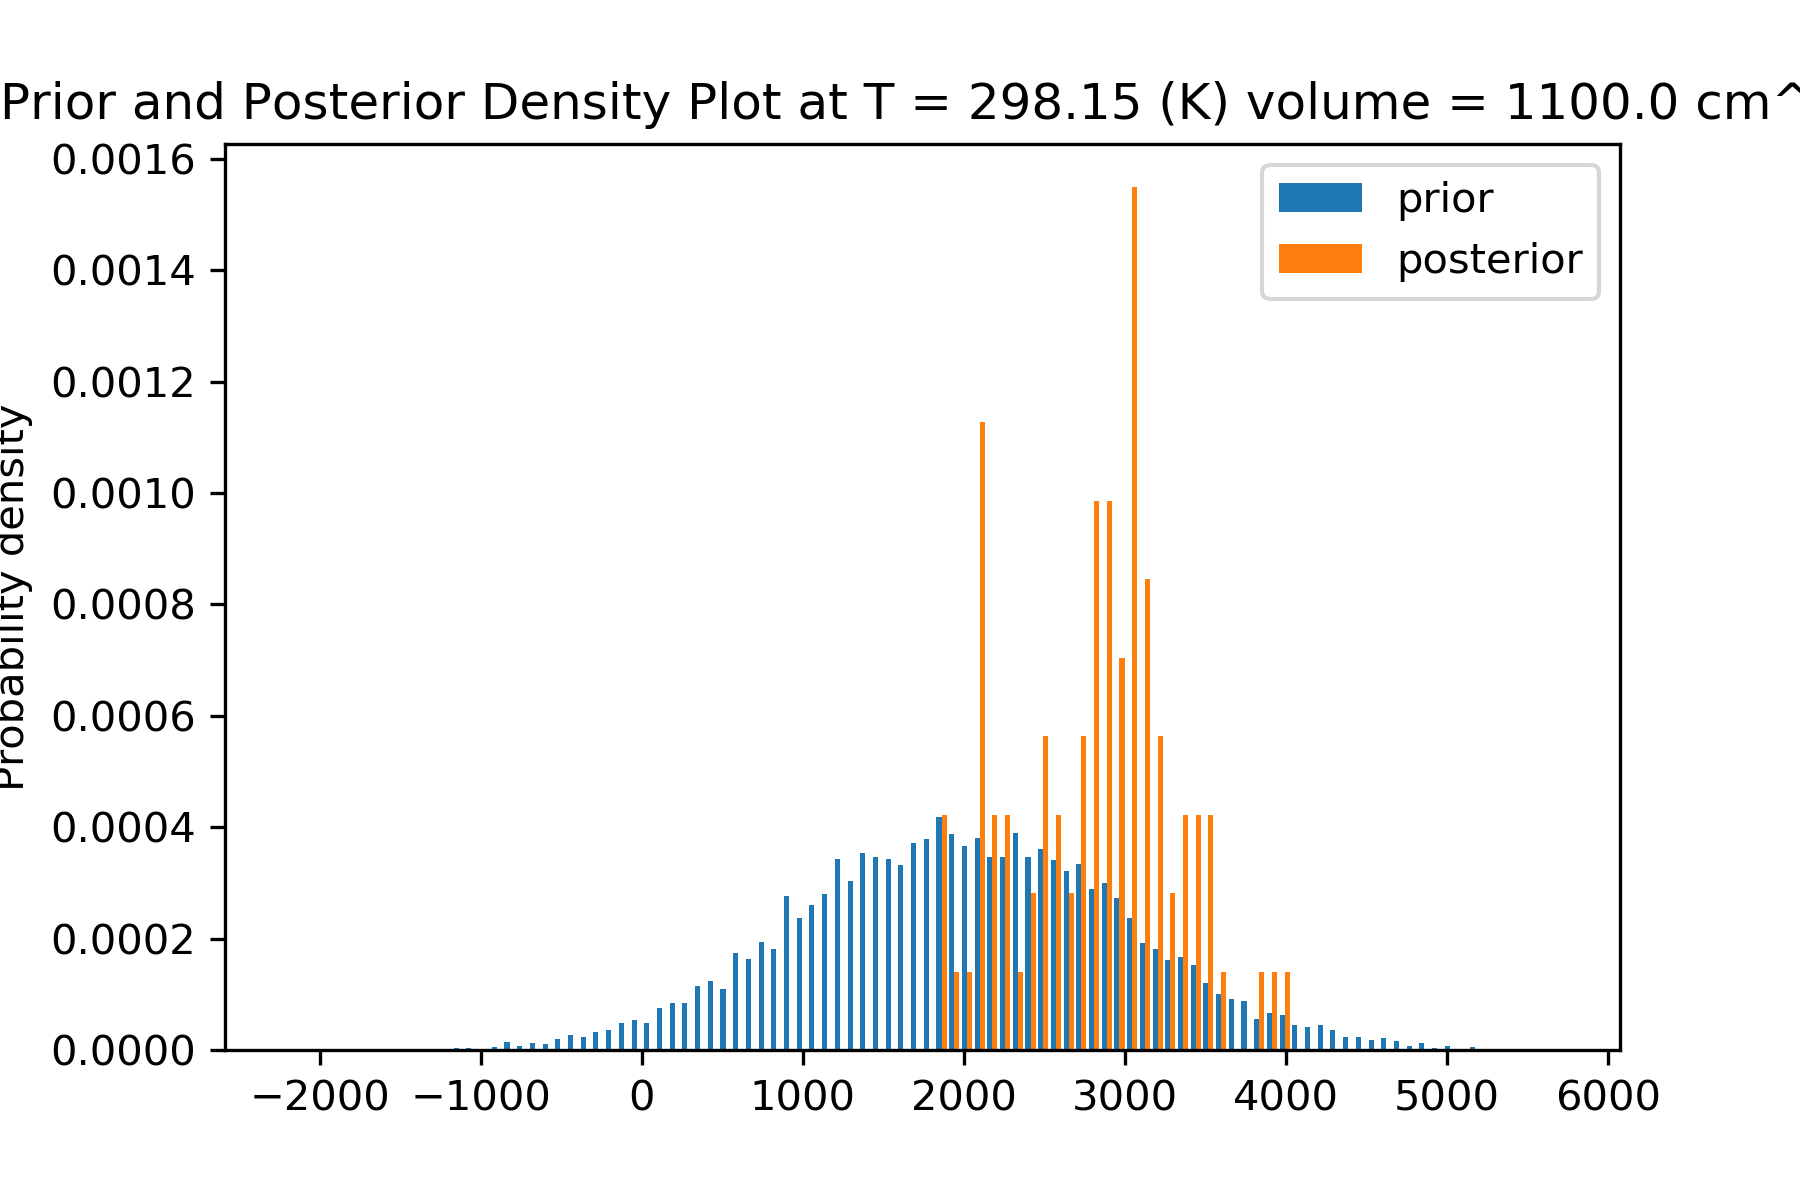 Prior and Posterior Density Plot at T = 298.15 (K) volume = 1100.0 cm^
0.0016
0.0014
0.0012
0.0010
0.0008
0.0006
0.0004
0.0002
0.0000
Probability density
prior
posterior
−2000 −1000 0 1000 2000 3000 4000 5000 6000